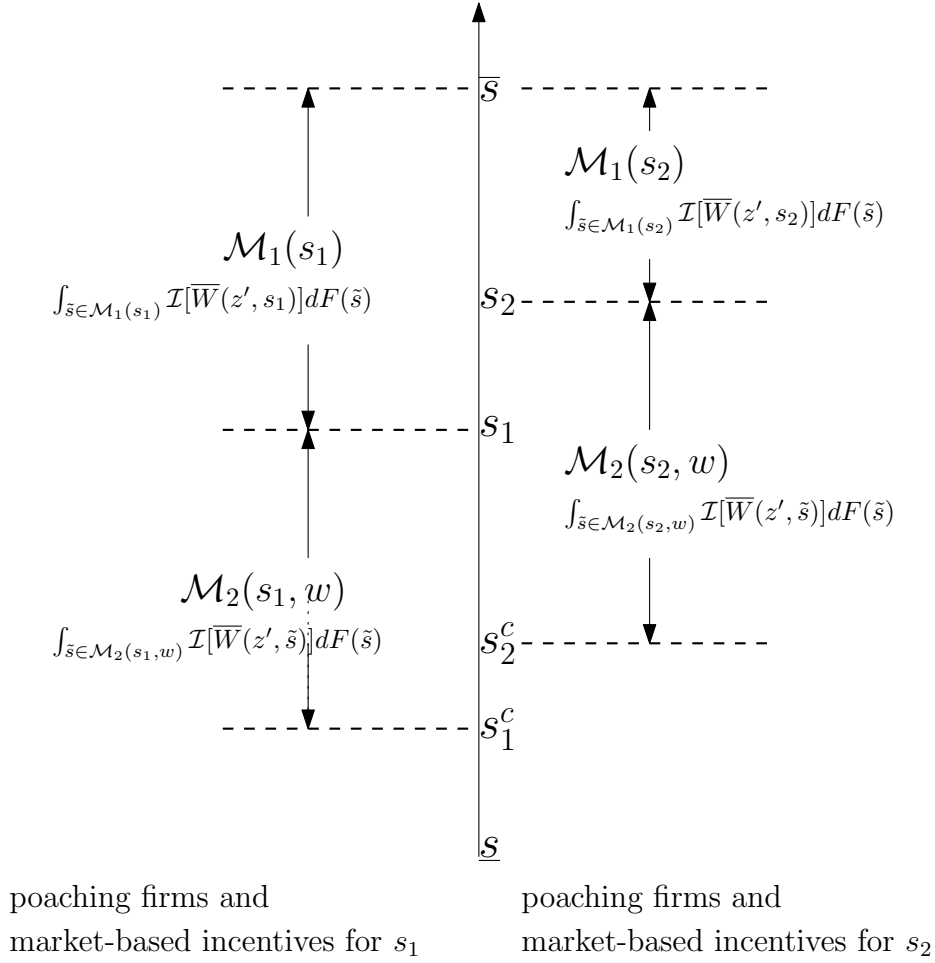 s̅
ℳ₁(s₂)
∫_{s̃∈ℳ₁(s₂)} ℐ[W̅(z′, s₂)]dF(s̃)
ℳ₁(s₁)
∫_{s̃∈ℳ₁(s₁)} ℐ[W̅(z′, s₁)]dF(s̃)
s₂
s₁
ℳ₂(s₂, w)
∫_{s̃∈ℳ₂(s₂,w)} ℐ[W̅(z′, s̃)]dF(s̃)
ℳ₂(s₁, w)
∫_{s̃∈ℳ₂(s₁,w)} ℐ[W̅(z′, s̃)]dF(s̃)
s₂ᶜ
s₁ᶜ
s̲
poaching firms and
market-based incentives for s₁
poaching firms and
market-based incentives for s₂